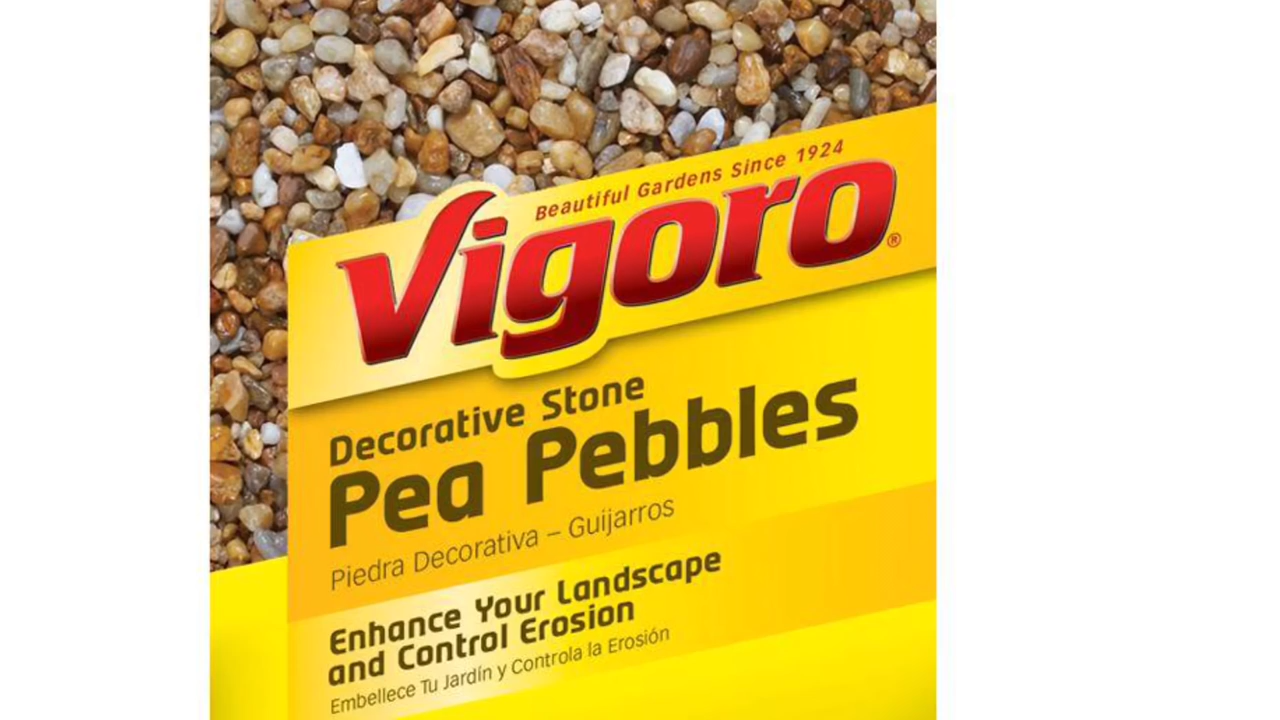 Beautiful Gardens Since 1924
Vigoro®
Decorative Stone
Pea Pebbles
Piedra Decorativa – Guijarros
Enhance Your Landscape
and Control Erosion
Embellece Tu Jardín y Controla la Erosión